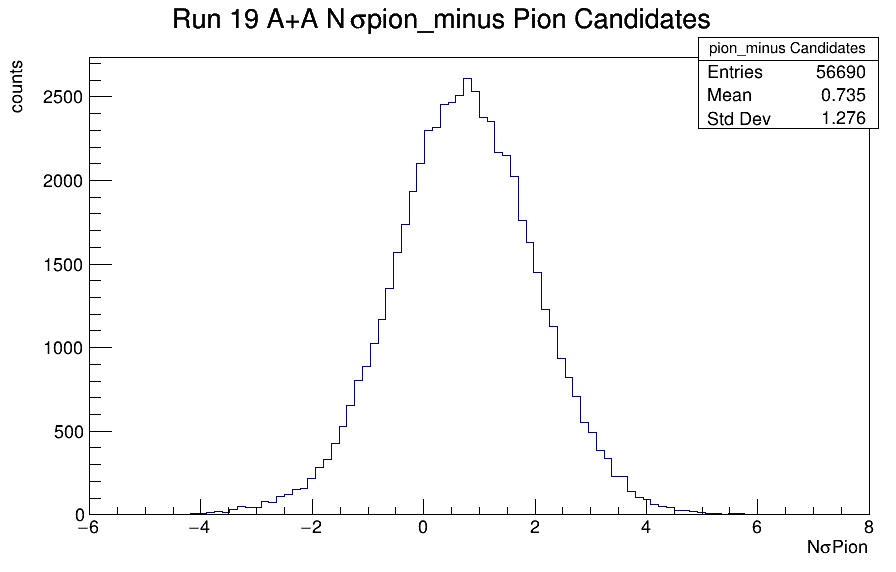 Run 19 A+A N σpion_minus Pion Candidates
pion_minus Candidates
Entries 56690
Mean 0.735
Std Dev 1.276
counts
2500
2000
1500
1000
500
0
−6 −4 −2 0 2 4 6 8
NσPion